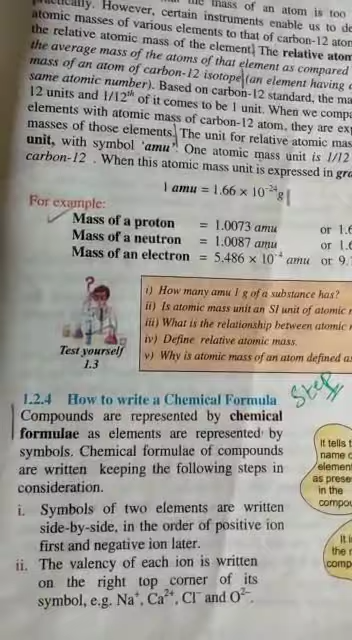 practically. However, certain instruments enable us to de
atomic masses of various elements to that of carbon-12 atom
the relative atomic mass of the element. The relative atom
the average mass of the atoms of that element as compared
mass of an atom of carbon-12 isotope (an element having
same atomic number). Based on carbon-12 standard, the ma
12 units and 1/12th of it comes to be 1 unit. When we compa
elements with atomic mass of carbon-12 atom, they are exp
masses of those elements. The unit for relative atomic mas
unit, with symbol 'amu'. One atomic mass unit is 1/12
carbon-12 . When this atomic mass unit is expressed in gra
1 amu = 1.66 × 10⁻²⁴g
For example:
Mass of a proton = 1.0073 amu or 1.6
Mass of a neutron = 1.0087 amu or 1.6
Mass of an electron = 5.486 × 10⁻⁴ amu or 9.
?
i) How many amu 1 g of a substance has?
ii) Is atomic mass unit an SI unit of atomic
iii) What is the relationship between atomic
iv) Define relative atomic mass.
v) Why is atomic mass of an atom defined as
Test yourself
1.3
Step
1.2.4 How to write a Chemical Formula
Compounds are represented by chemical
formulae as elements are represented by
symbols. Chemical formulae of compounds
are written keeping the following steps in
consideration.
i. Symbols of two elements are written
side-by-side, in the order of positive ion
first and negative ion later.
ii. The valency of each ion is written
on the right top corner of its
symbol, e.g. Na⁺, Ca²⁺, Cl⁻ and O²⁻.
It tells t
name o
element
as prese
in the
compou
It i
the r
comp